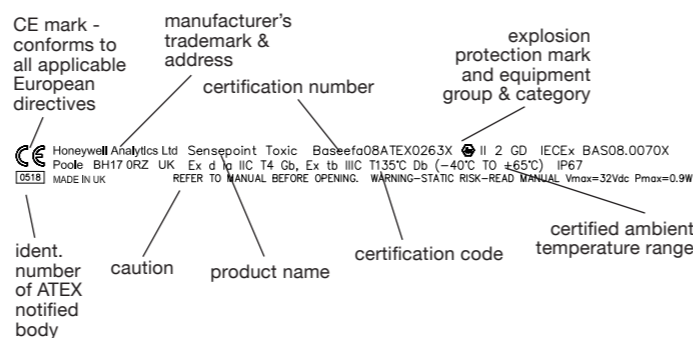 CE mark -
conforms to
all applicable
European
directives
manufacturer's
trademark &
address
certification number
explosion
protection mark
and equipment
group & category
CE Honeywell Analytics Ltd Sensepoint Toxic Baseefa08ATEX0263X Ex II 2 GD IECEx BAS08.0070X
Poole BH17 0RZ UK Ex d ia IIC T4 Gb, Ex tb IIIC T135°C Db (-40°C TO +65°C) IP67
0518 MADE IN UK REFER TO MANUAL BEFORE OPENING. WARNING-STATIC RISK-READ MANUAL Vmax=32Vdc Pmax=0.9W
ident.
number
of ATEX
notified
body
caution
product name
certification code
certified ambient
temperature range